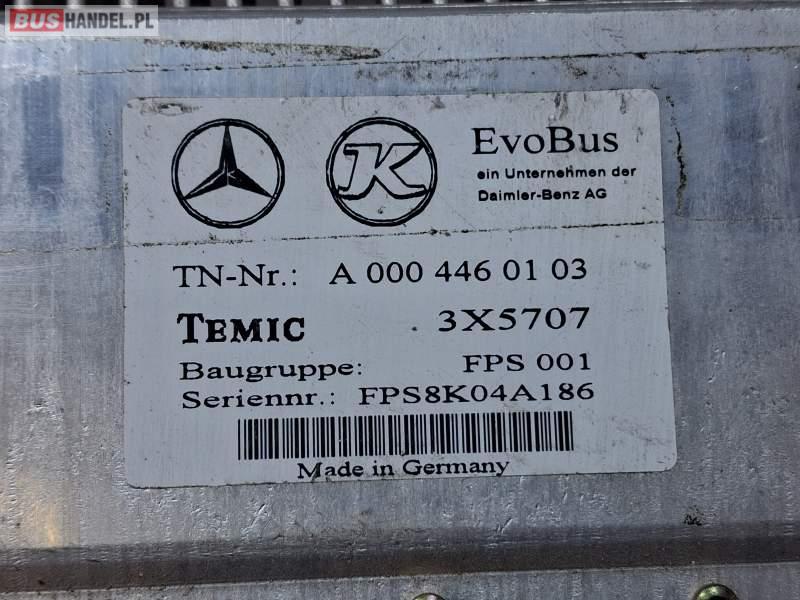 BUSHANDEL.PL
K
EvoBus
ein Unternehmen der
Daimler-Benz AG
TN-Nr.: A 000 446 01 03
TEMIC 3X5707
Baugruppe: FPS 001
Seriennr.: FPS8K04A186
Made in Germany